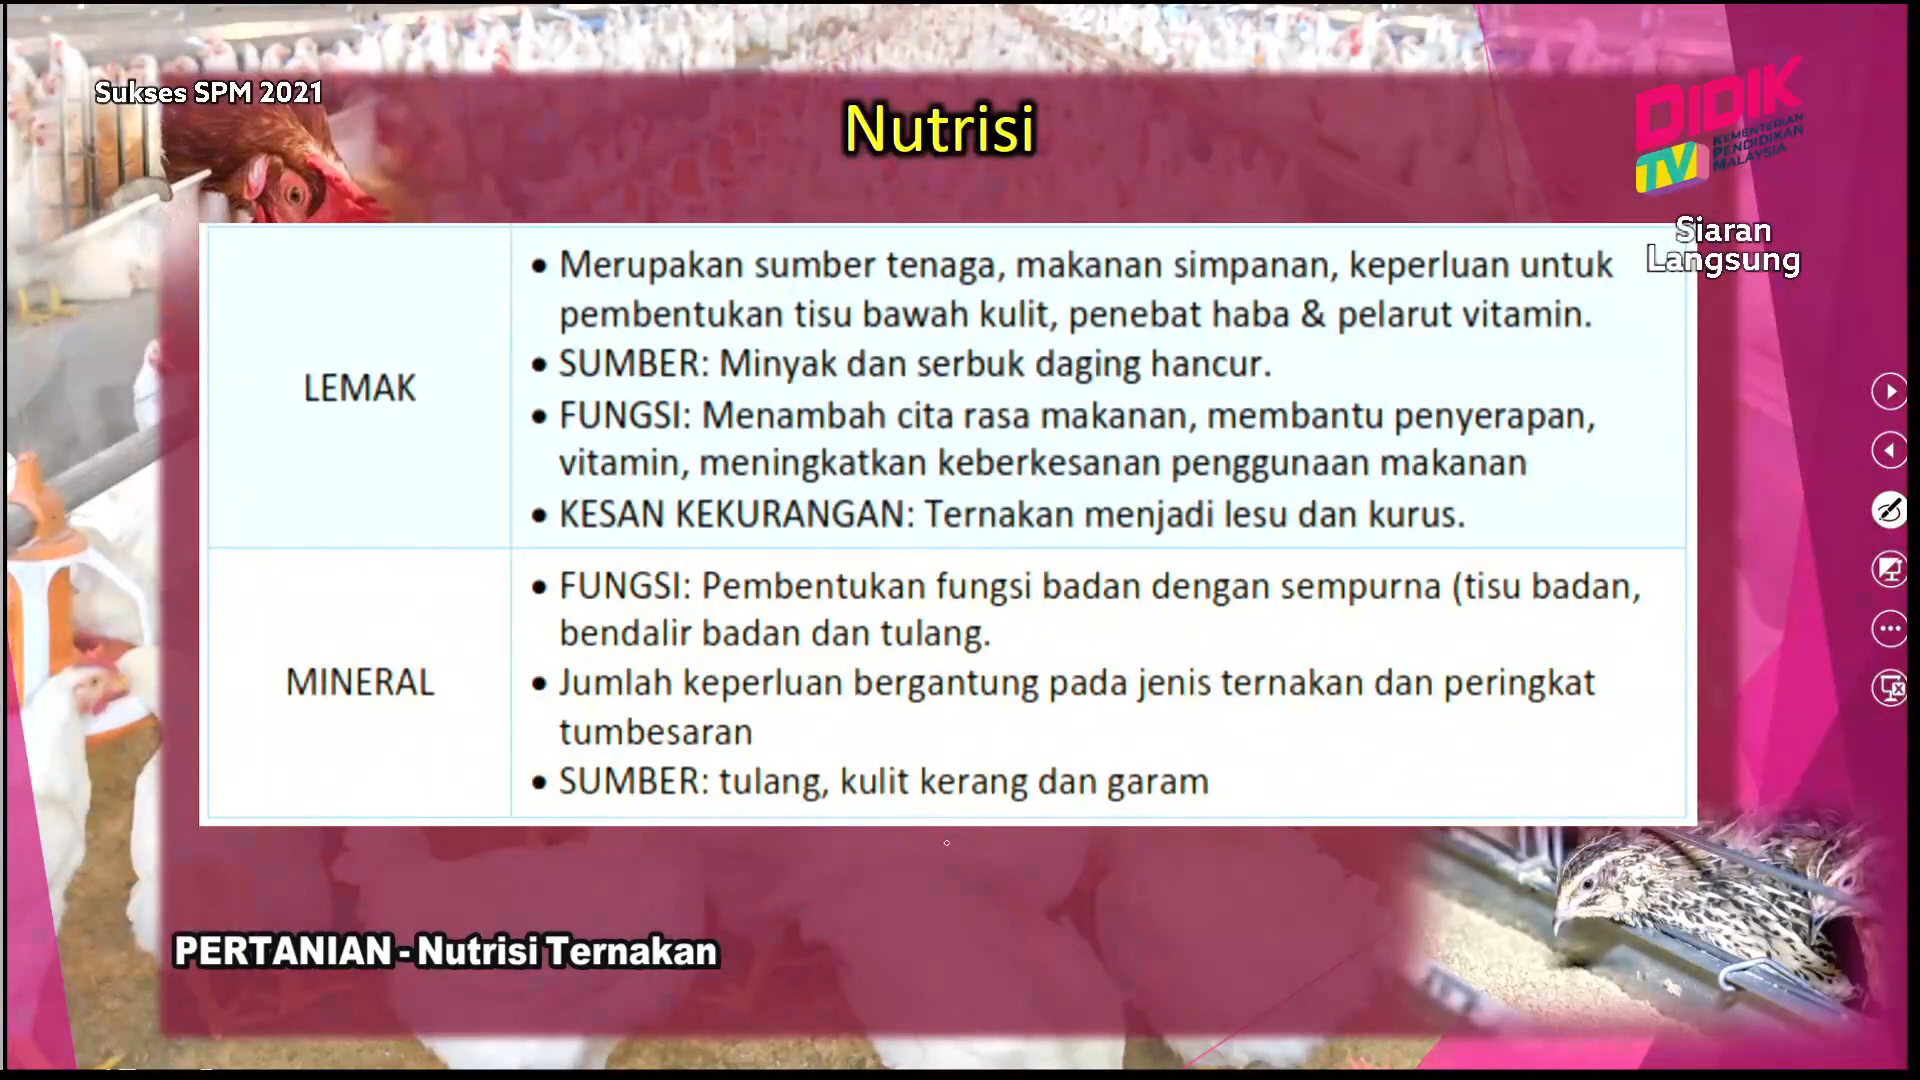 Sukses SPM 2021
Nutrisi
DIDIK
TV
KEMENTERIAN
PENDIDIKAN
MALAYSIA
Siaran
Langsung
LEMAK
• Merupakan sumber tenaga, makanan simpanan, keperluan untuk
pembentukan tisu bawah kulit, penebat haba & pelarut vitamin.
• SUMBER: Minyak dan serbuk daging hancur.
• FUNGSI: Menambah cita rasa makanan, membantu penyerapan,
vitamin, meningkatkan keberkesanan penggunaan makanan
• KESAN KEKURANGAN: Ternakan menjadi lesu dan kurus.
MINERAL
• FUNGSI: Pembentukan fungsi badan dengan sempurna (tisu badan,
bendalir badan dan tulang.
• Jumlah keperluan bergantung pada jenis ternakan dan peringkat
tumbesaran
• SUMBER: tulang, kulit kerang dan garam
PERTANIAN - Nutrisi Ternakan